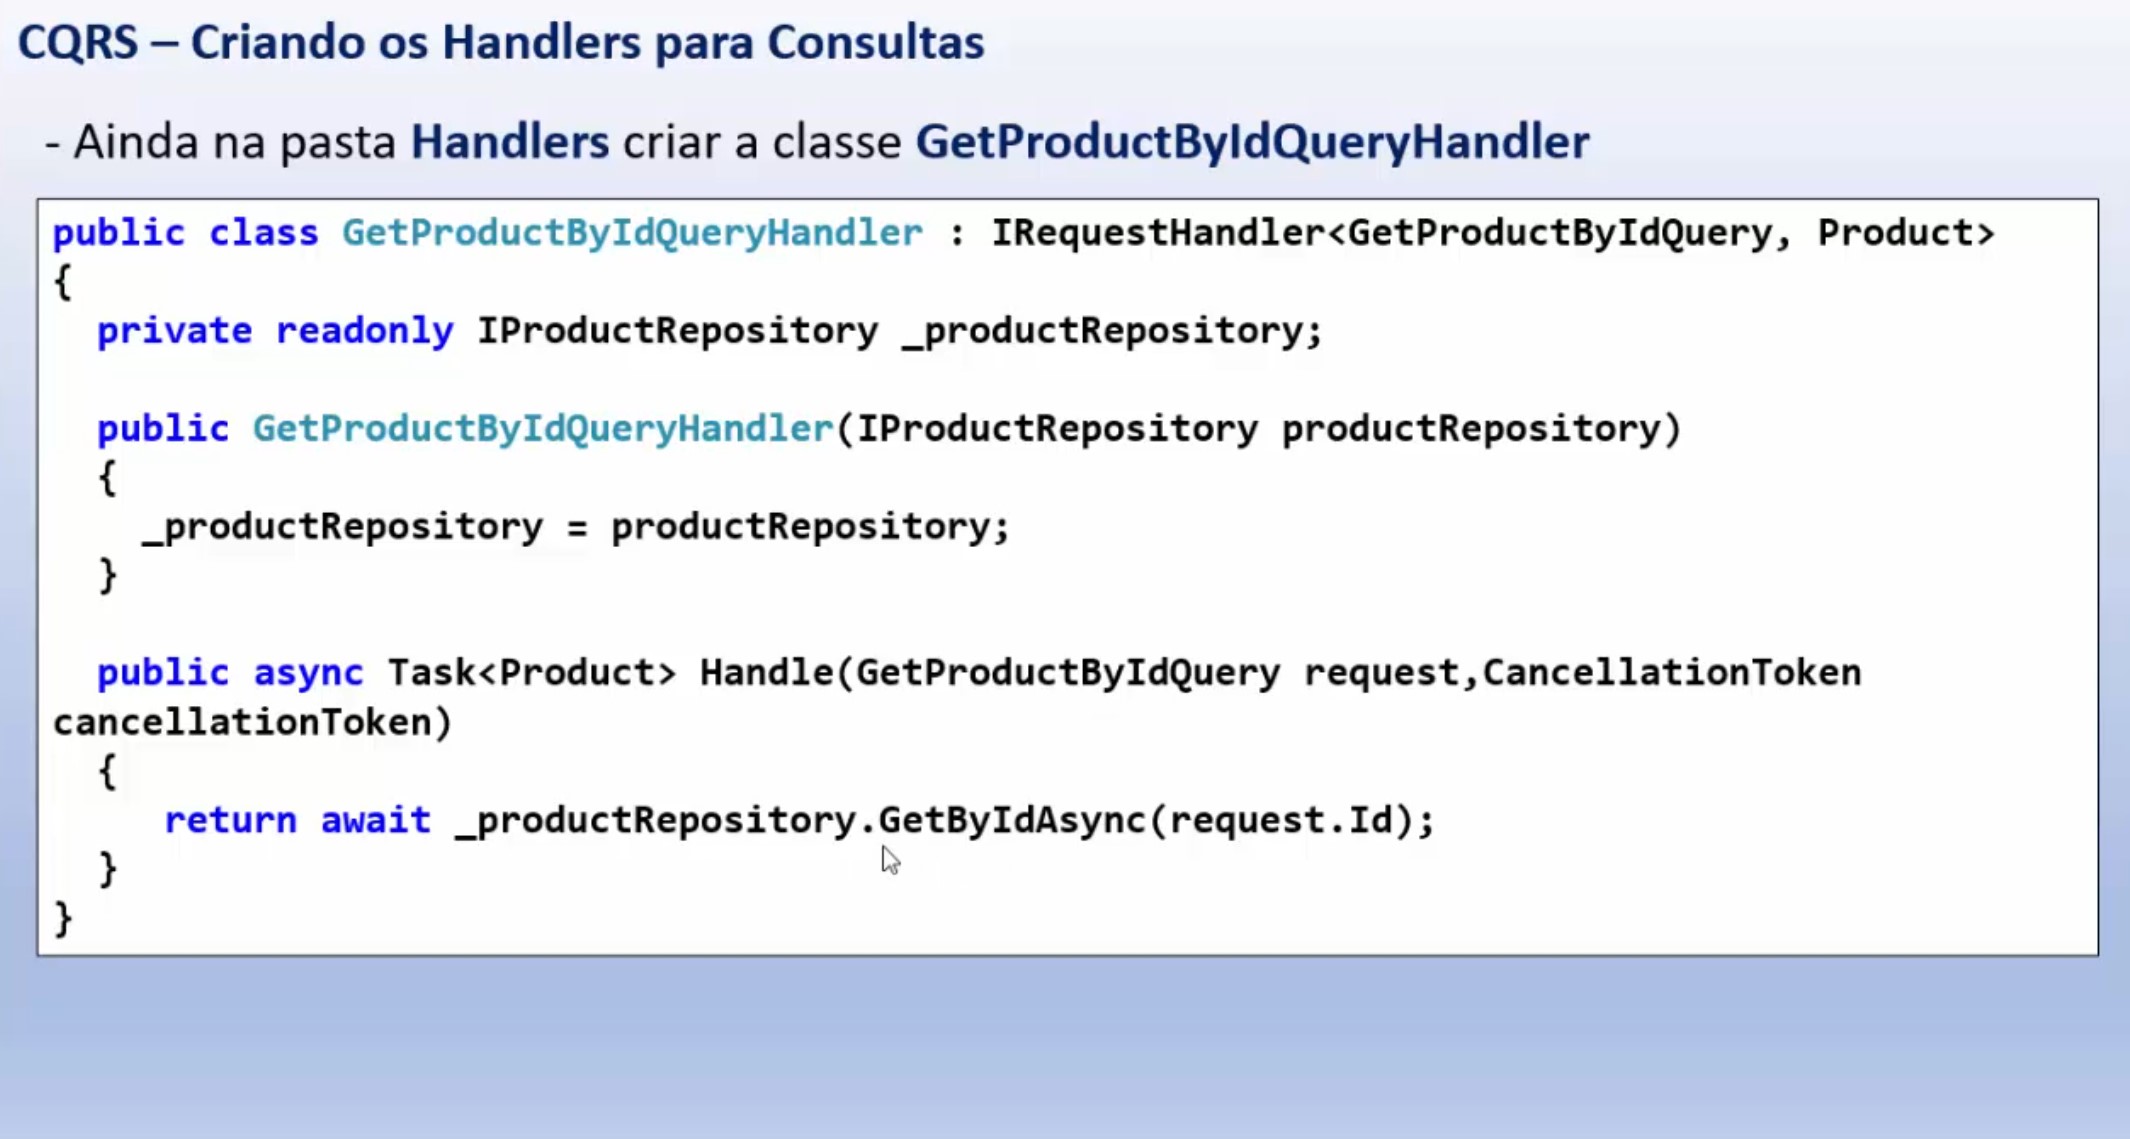 CQRS – Criando os Handlers para Consultas
- Ainda na pasta Handlers criar a classe GetProductByIdQueryHandler
public class GetProductByIdQueryHandler : IRequestHandler<GetProductByIdQuery, Product>
{
private readonly IProductRepository _productRepository;
public GetProductByIdQueryHandler(IProductRepository productRepository)
{
_productRepository = productRepository;
}
public async Task<Product> Handle(GetProductByIdQuery request,CancellationToken
cancellationToken)
{
return await _productRepository.GetByIdAsync(request.Id);
}
}